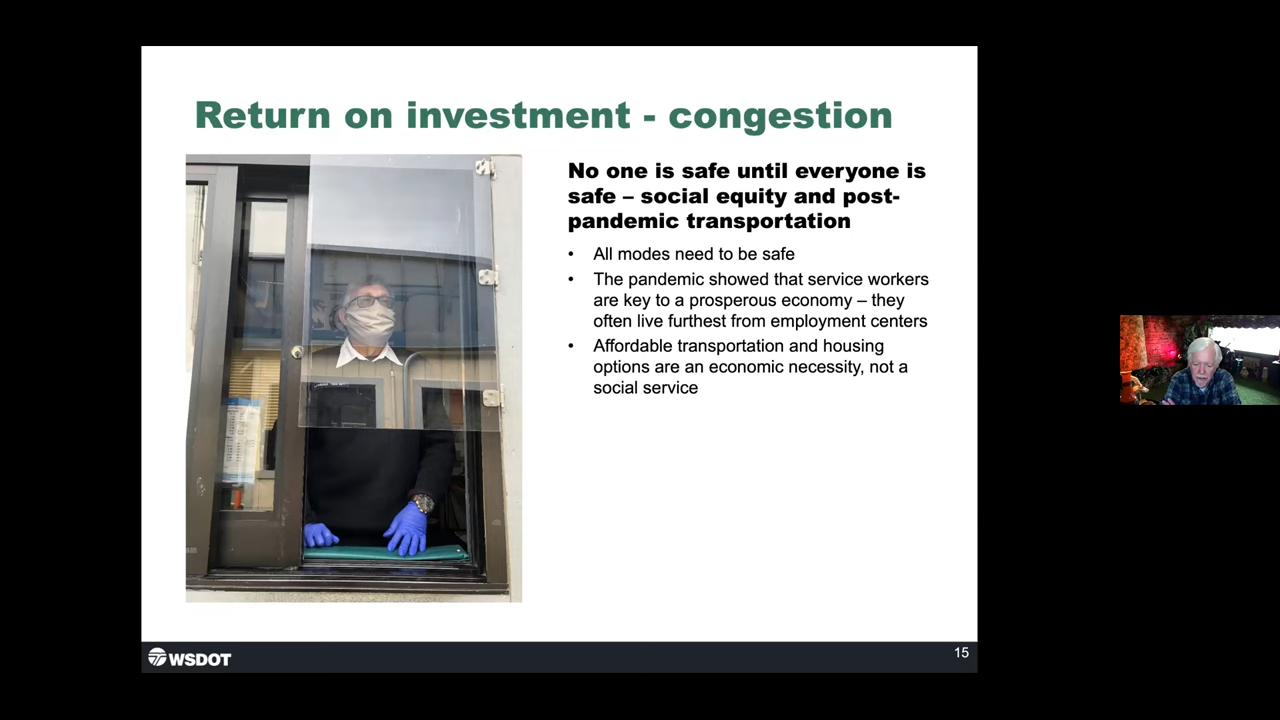 Return on investment - congestion
No one is safe until everyone is
safe – social equity and post-
pandemic transportation
• All modes need to be safe
• The pandemic showed that service workers
are key to a prosperous economy – they
often live furthest from employment centers
• Affordable transportation and housing
options are an economic necessity, not a
social service
WSDOT
15